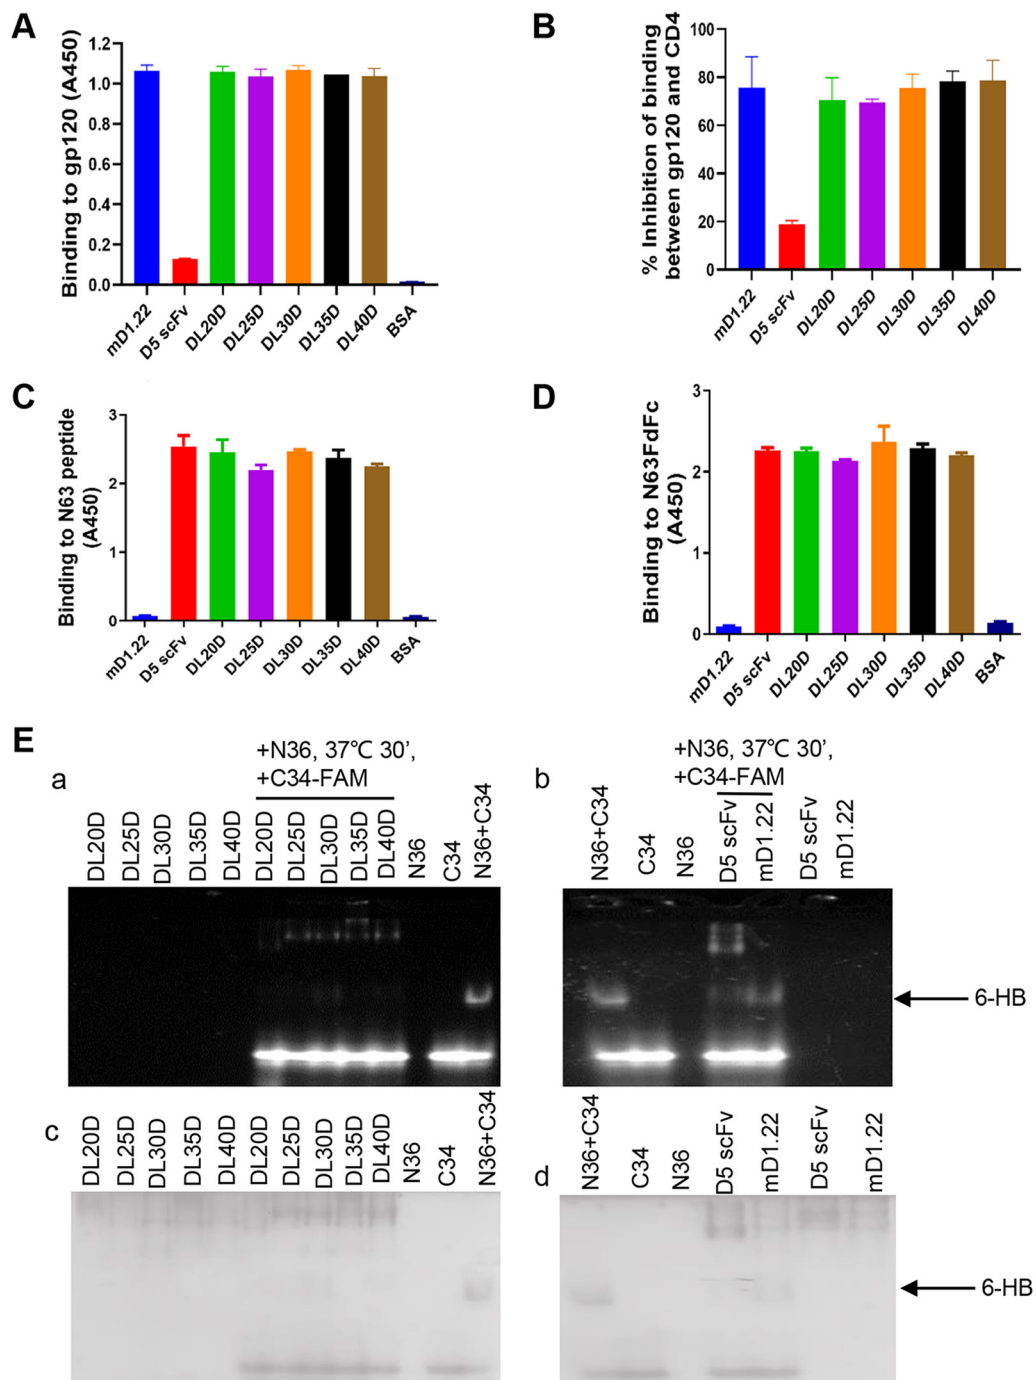 A
Binding to gp120 (A450)
1.2
1.0
0.8
0.6
0.4
0.2
0.0
mD1.22
D5 scFv
DL20D
DL25D
DL30D
DL35D
DL40D
BSA
B
% Inhibition of binding
between gp120 and CD4
100
80
60
40
20
0
mD1.22
D5 scFv
DL20D
DL25D
DL30D
DL35D
DL40D
C
Binding to N63 peptide
(A450)
3
2
1
0
mD1.22
D5 scFv
DL20D
DL25D
DL30D
DL35D
DL40D
BSA
D
Binding to N63FdFc
(A450)
3
2
1
0
mD1.22
D5 scFv
DL20D
DL25D
DL30D
DL35D
DL40D
BSA
E
a
+N36, 37℃ 30’,
+C34-FAM
DL20D
DL25D
DL30D
DL35D
DL40D
DL20D
DL25D
DL30D
DL35D
DL40D
N36
C34
N36+C34
b
+N36, 37℃ 30’,
+C34-FAM
N36+C34
C34
N36
D5 scFv
mD1.22
D5 scFv
mD1.22
6-HB
c
DL20D
DL25D
DL30D
DL35D
DL40D
DL20D
DL25D
DL30D
DL35D
DL40D
N36
C34
N36+C34
d
N36+C34
C34
N36
D5 scFv
mD1.22
D5 scFv
mD1.22
6-HB